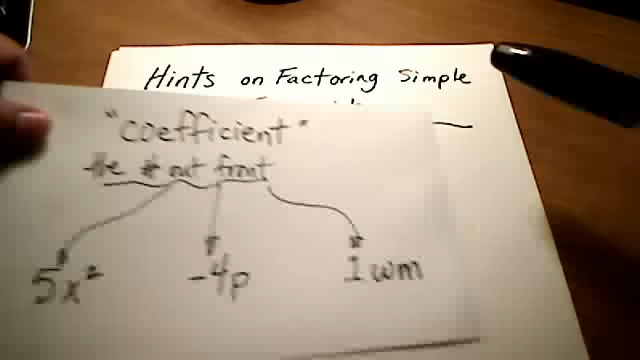 Hints on Factoring Simple
"coefficient"
the # out front
5x² -4p 1wm